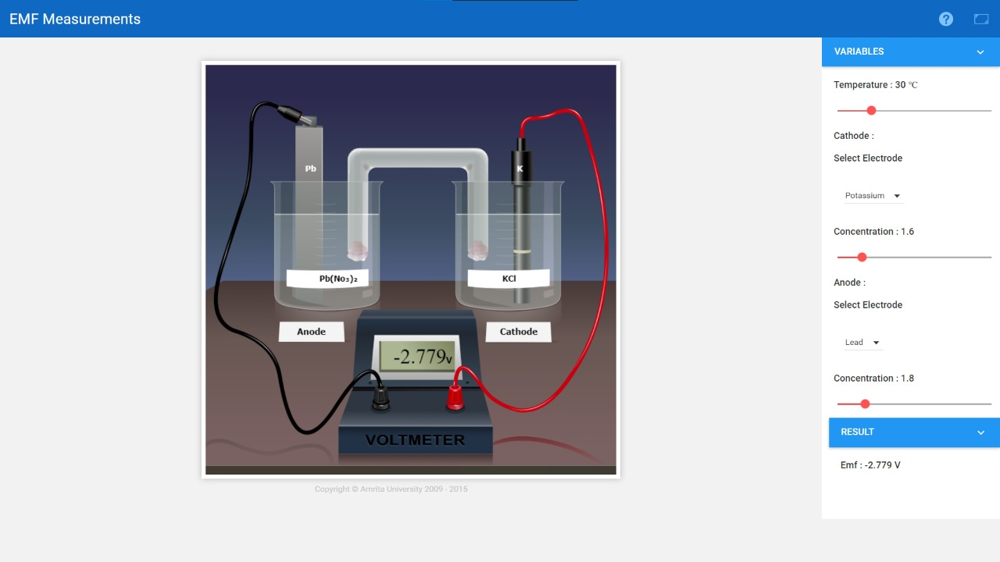 EMF Measurements
VARIABLES
Temperature : 30 ℃
Cathode :
Select Electrode
Potassium
Concentration : 1.6
Anode :
Select Electrode
Lead
Concentration : 1.8
RESULT
Emf : -2.779 V
Pb
K
Pb(No₃)₂
KCl
Anode
Cathode
-2.779v
VOLTMETER
Copyright © Amrita University 2009 - 2015